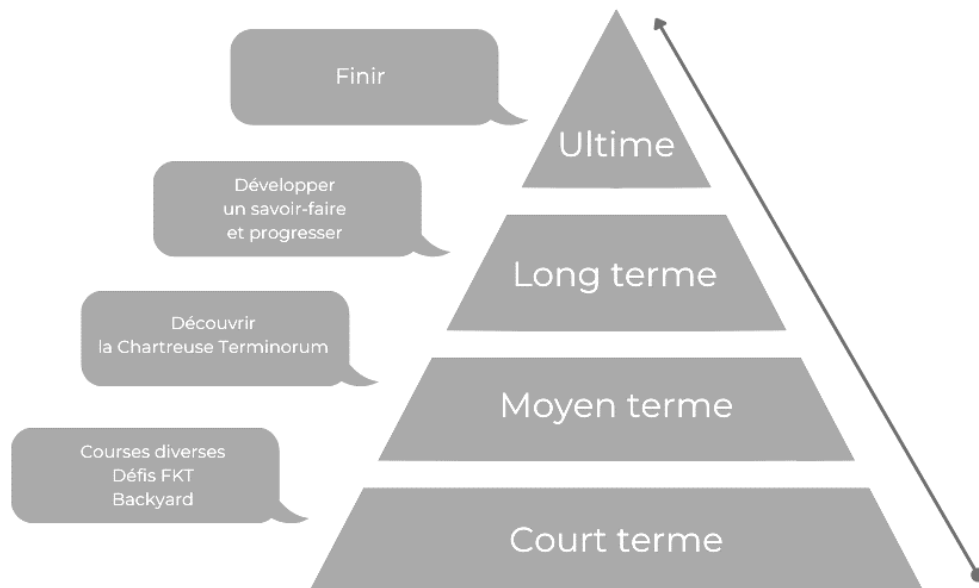 Finir
Ultime
Développer
un savoir-faire
et progresser
Long terme
Découvrir
la Chartreuse Terminorum
Moyen terme
Courses diverses
Défis FKT
Backyard
Court terme